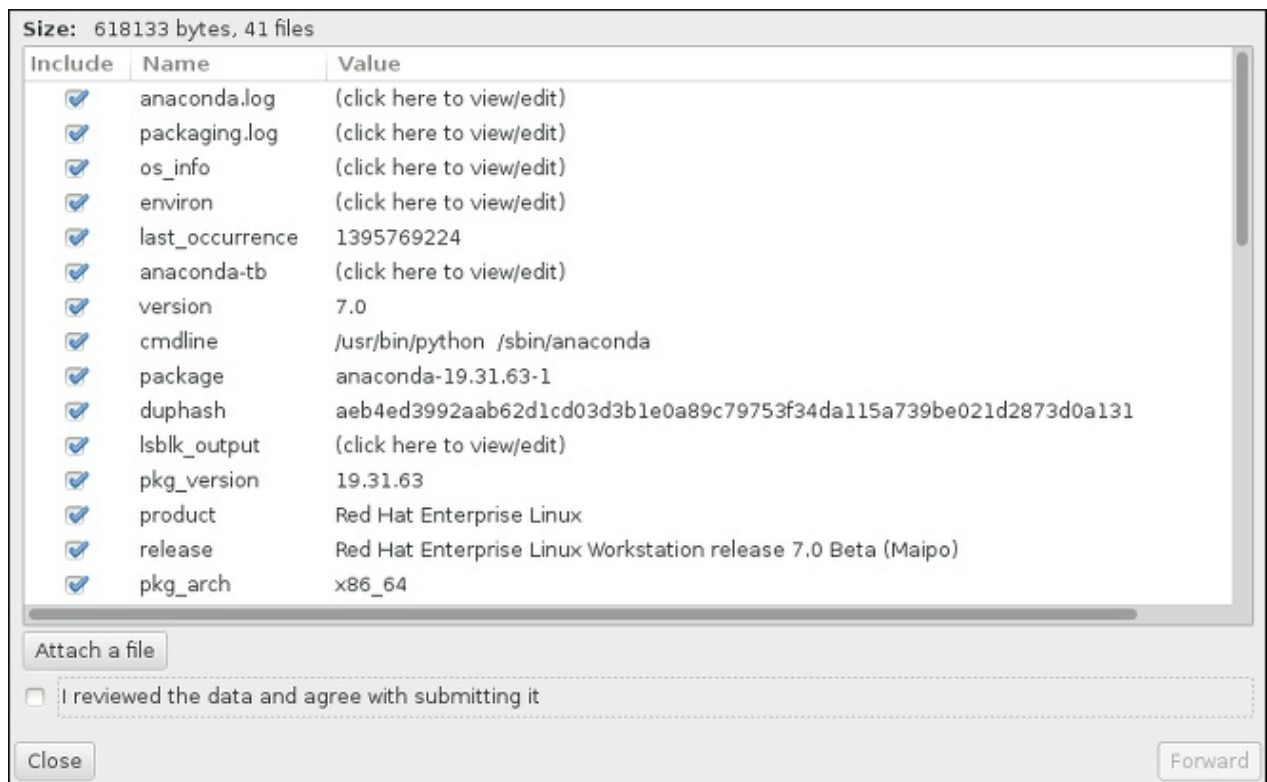 Size: 618133 bytes, 41 files
Include Name Value
anaconda.log (click here to view/edit)
packaging.log (click here to view/edit)
os_info (click here to view/edit)
environ (click here to view/edit)
last_occurrence 1395769224
anaconda-tb (click here to view/edit)
version 7.0
cmdline /usr/bin/python /sbin/anaconda
package anaconda-19.31.63-1
duphash aeb4ed3992aab62d1cd03d3b1e0a89c79753f34da115a739be021d2873d0a131
lsblk_output (click here to view/edit)
pkg_version 19.31.63
product Red Hat Enterprise Linux
release Red Hat Enterprise Linux Workstation release 7.0 Beta (Maipo)
pkg_arch x86_64
Attach a file
I reviewed the data and agree with submitting it
Close Forward